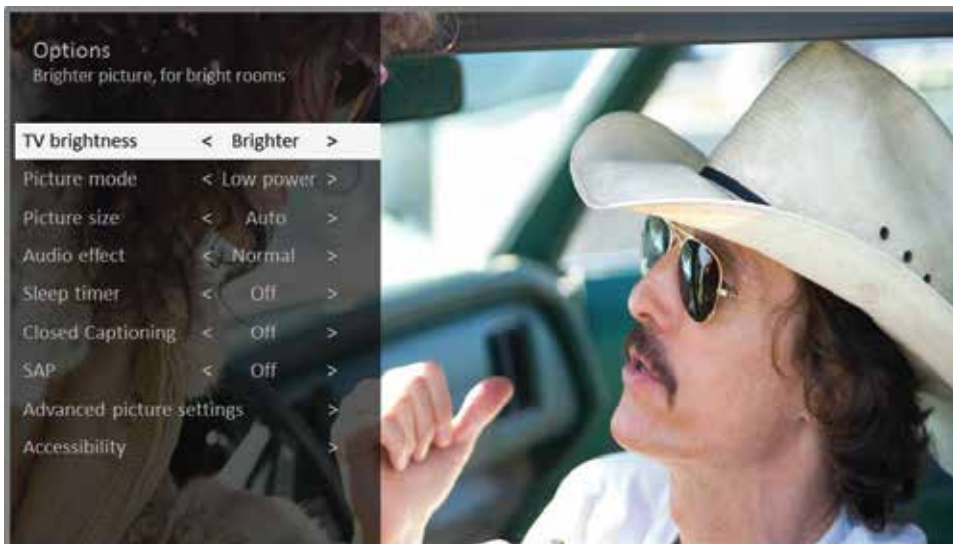 Options
Brighter picture, for bright rooms
TV brightness < Brighter >
Picture mode < Low power >
Picture size < Auto >
Audio effect < Normal >
Sleep timer < Off >
Closed Captioning < Off >
SAP < Off >
Advanced picture settings >
Accessibility >